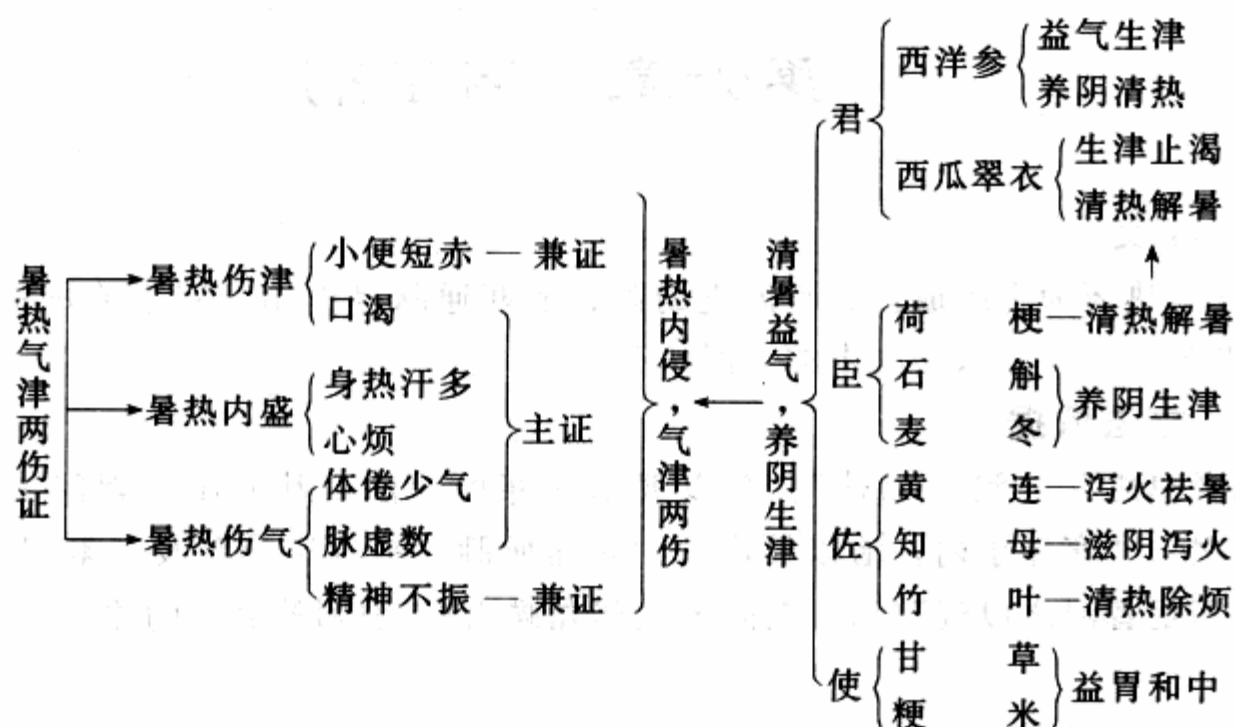 暑热气津两伤证
暑热伤津
小便短赤 — 兼证
口渴
暑热内盛
身热汗多
心烦
暑热伤气
体倦少气
脉虚数
精神不振 — 兼证
主证
暑热内侵,气津两伤
清暑益气,养阴生津
君
西洋参
益气生津
养阴清热
西瓜翠衣
生津止渴
清热解暑
臣
荷梗—清热解暑
石斛
麦冬
养阴生津
佐
黄连—泻火祛暑
知母—滋阴泻火
竹叶—清热除烦
使
甘草
粳米
益胃和中